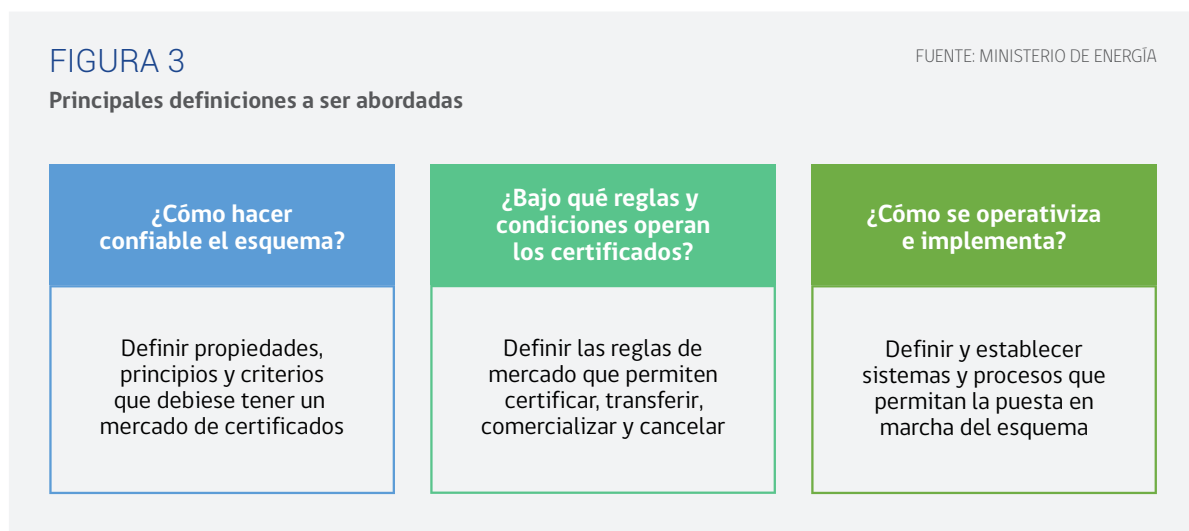 FIGURA 3
FUENTE: MINISTERIO DE ENERGÍA
Principales definiciones a ser abordadas
¿Cómo hacer
confiable el esquema?
Definir propiedades,
principios y criterios
que debiese tener un
mercado de certificados
¿Bajo qué reglas y
condiciones operan
los certificados?
Definir las reglas de
mercado que permiten
certificar, transferir,
comercializar y cancelar
¿Cómo se operativiza
e implementa?
Definir y establecer
sistemas y procesos que
permitan la puesta en
marcha del esquema